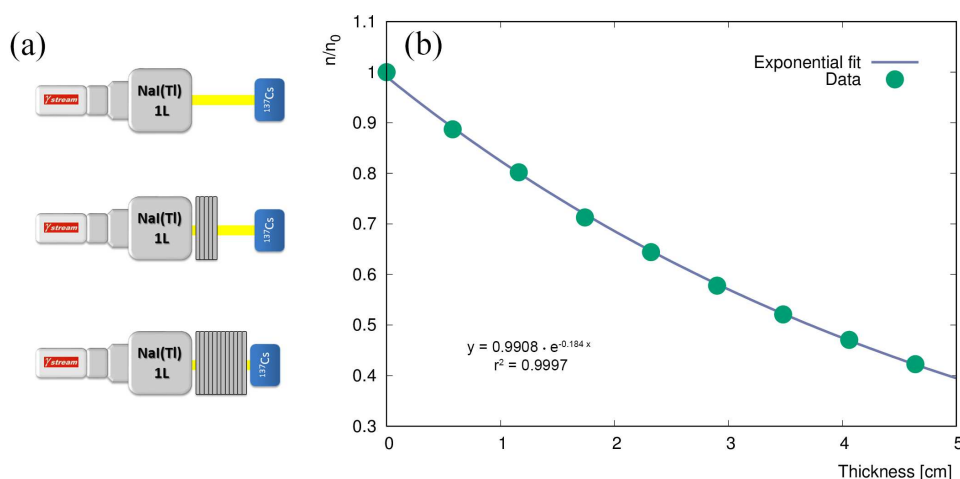 (a)
γstream
NaI(Tl)
1L
137Cs
γstream
NaI(Tl)
1L
137Cs
γstream
NaI(Tl)
1L
137Cs
(b)
n/n0
1.1
1
0.9
0.8
0.7
0.6
0.5
0.4
0.3
Exponential fit
Data
y = 0.9908 · e-0.184 x
r2 = 0.9997
0 1 2 3 4 5
Thickness [cm]